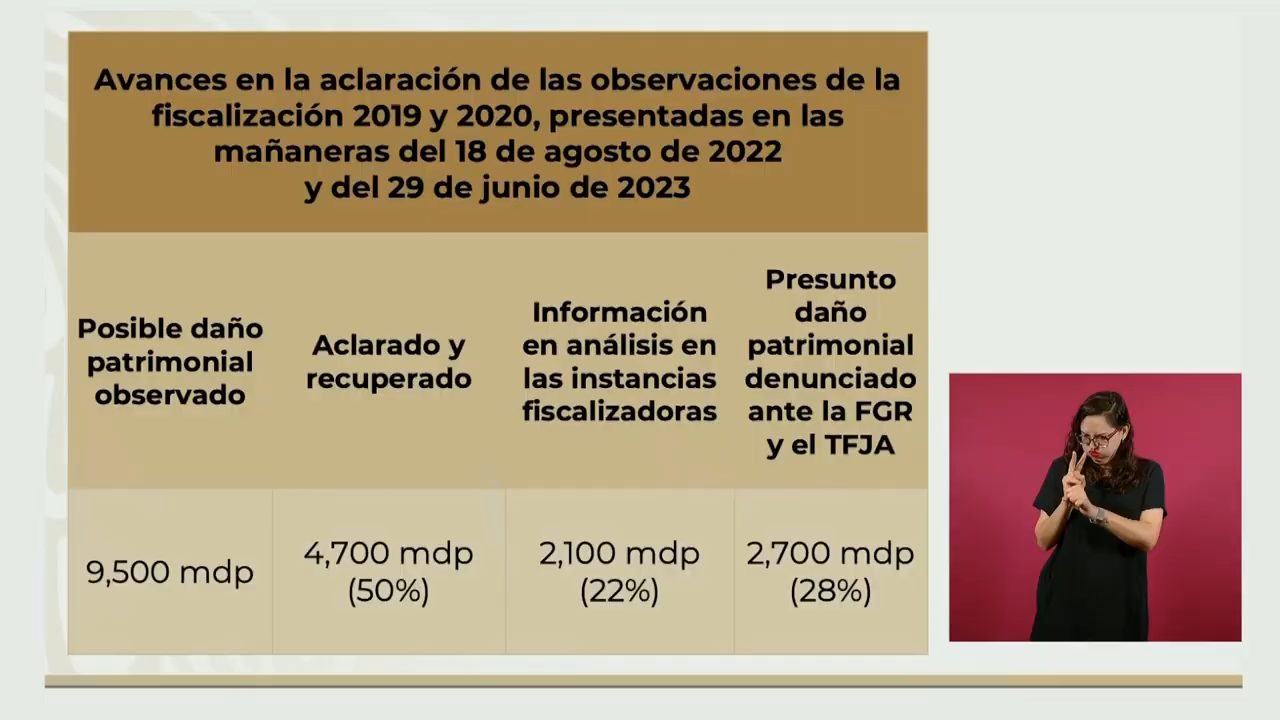 Avances en la aclaración de las observaciones de la
fiscalización 2019 y 2020, presentadas en las
mañaneras del 18 de agosto de 2022
y del 29 de junio de 2023
Posible daño
patrimonial
observado
Aclarado y
recuperado
Información
en análisis en
las instancias
fiscalizadoras
Presunto
daño
patrimonial
denunciado
ante la FGR
y el TFJA
9,500 mdp
4,700 mdp
(50%)
2,100 mdp
(22%)
2,700 mdp
(28%)